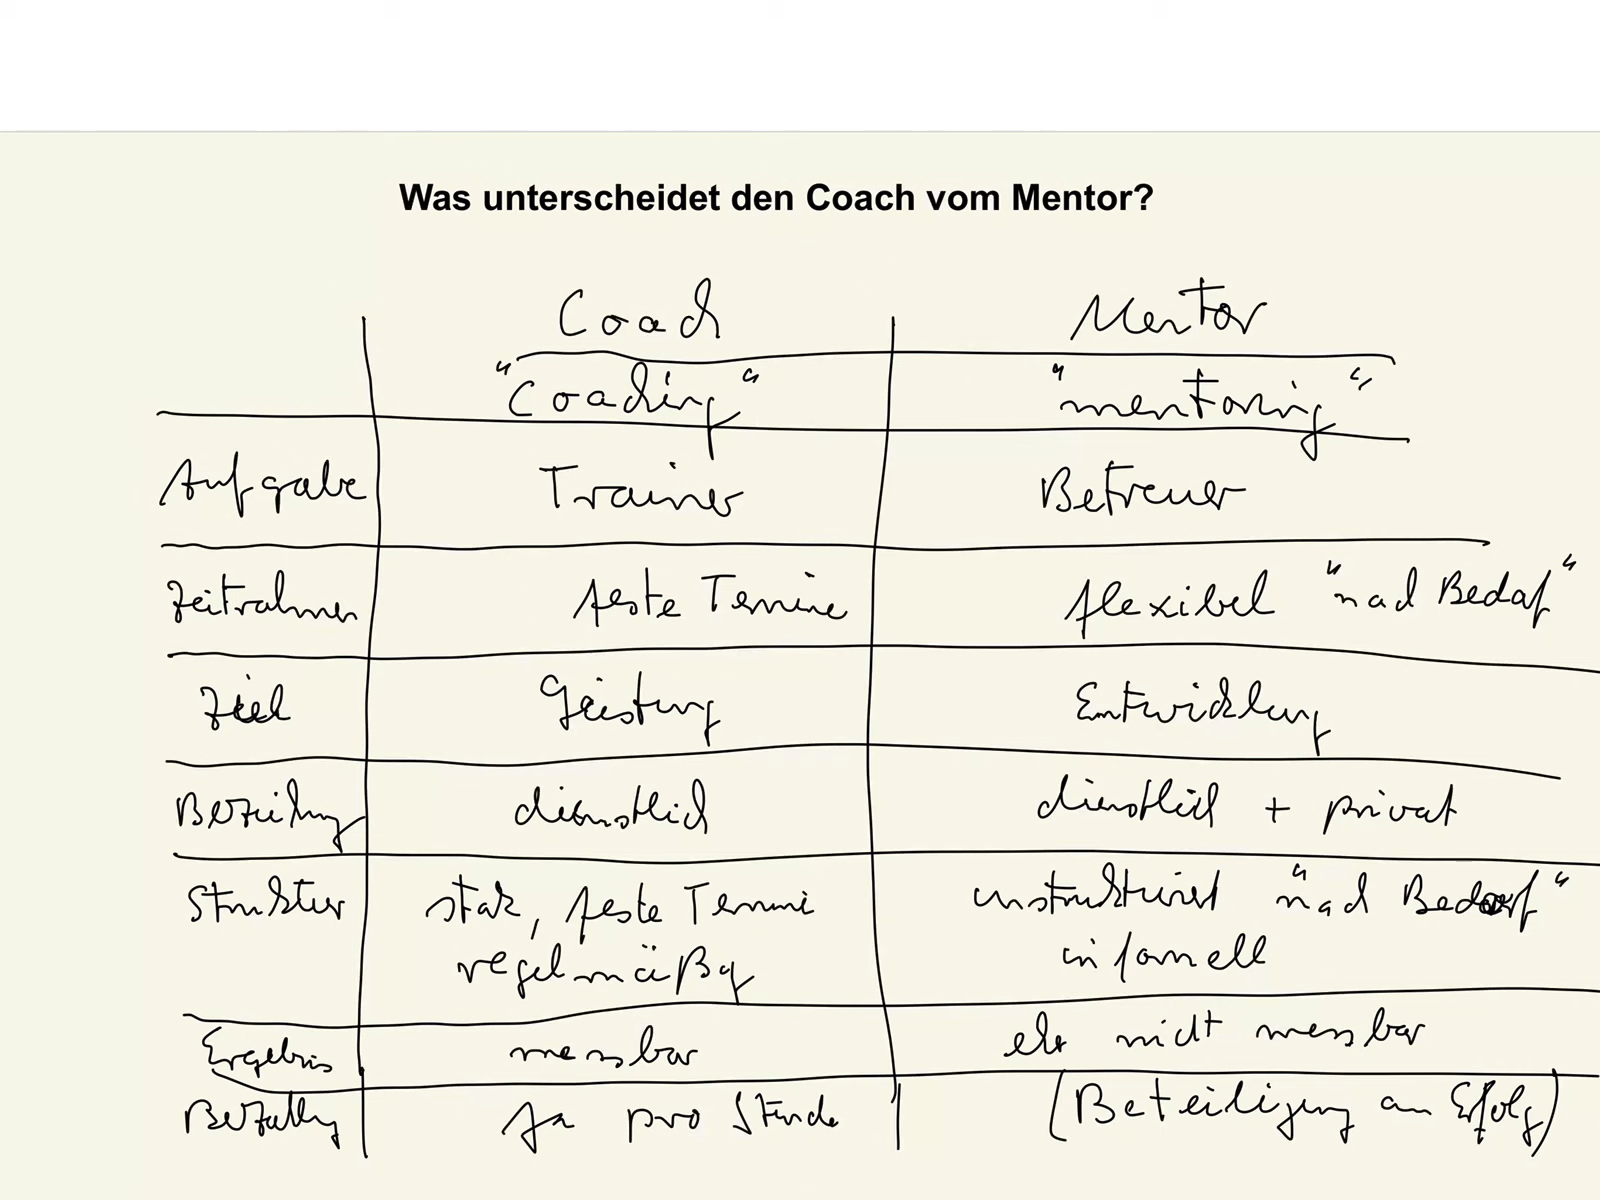 Was unterscheidet den Coach vom Mentor?
Coach Mentor
"Coaching" "mentoring"
Aufgabe Trainer Betreuer
Zeitrahmen feste Termine flexibel "nach Bedarf"
Ziel Leistung Entwicklung
Beziehung dienstlich dienstlich + privat
Struktur stark, feste Termine unstrukturiert "nach Bedarf"
regelmäßig informell
Ergebnis messbar eher nicht messbar
Bezahlung Ja pro Stunde (Beteiligung am Erfolg)